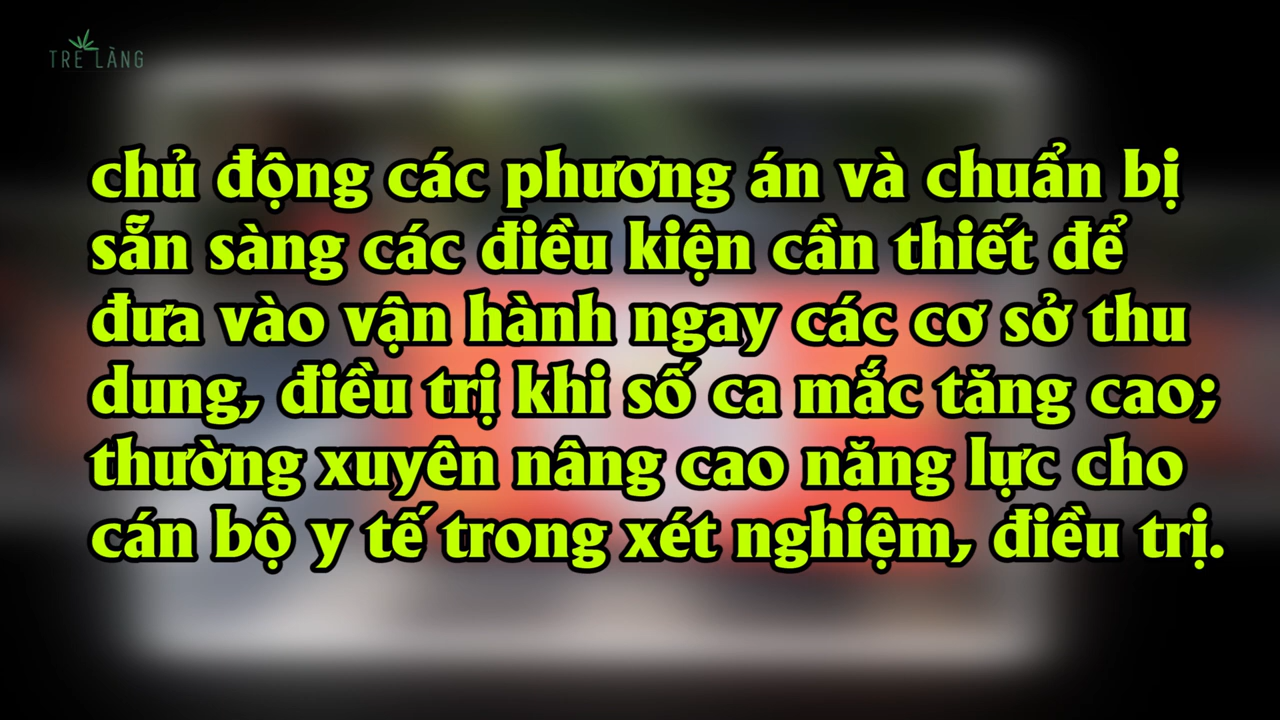 TRE LÀNG
chủ động các phương án và chuẩn bị
sẵn sàng các điều kiện cần thiết để
đưa vào vận hành ngay các cơ sở thu
dung, điều trị khi số ca mắc tăng cao;
thường xuyên nâng cao năng lực cho
cán bộ y tế trong xét nghiệm, điều trị.